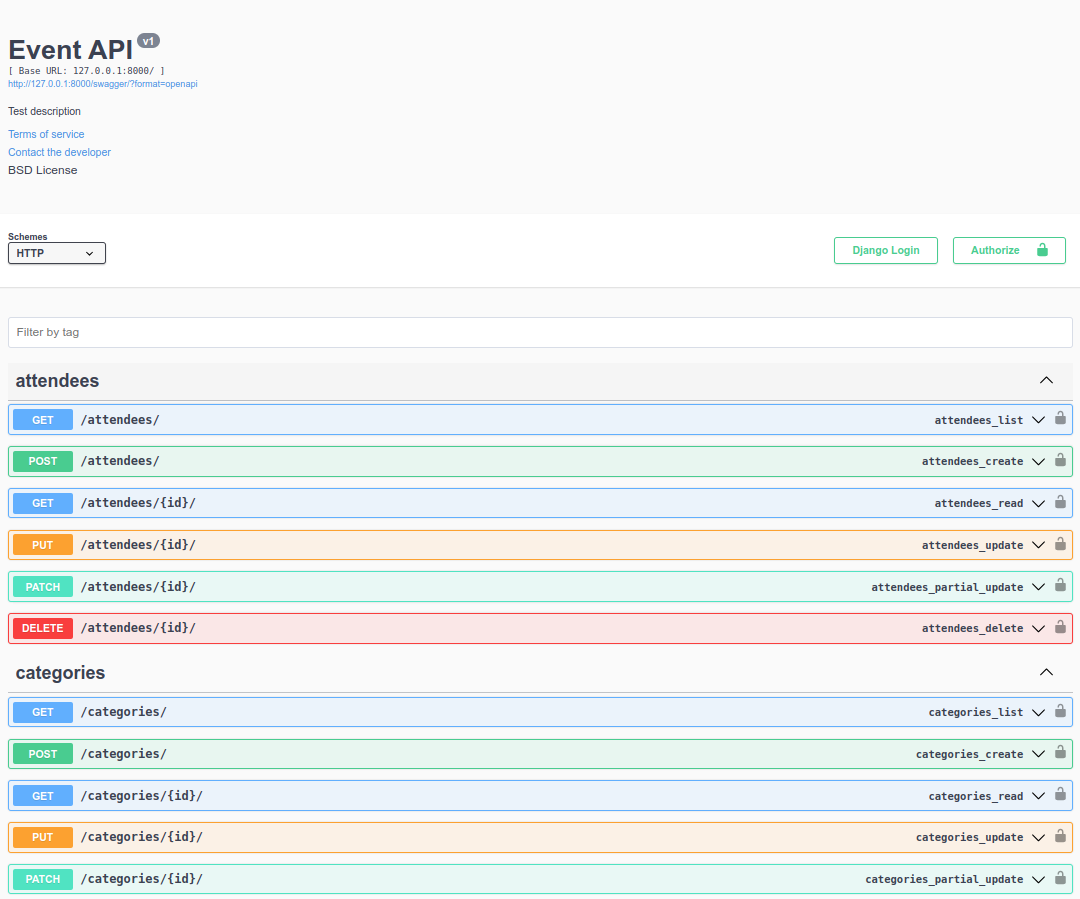 Event API v1
[ Base URL: 127.0.0.1:8000/ ]
http://127.0.0.1:8000/swagger/?format=openapi
Test description
Terms of service
Contact the developer
BSD License
Schemes
HTTP
Django Login
Authorize
Filter by tag
attendees
GET /attendees/ attendees_list
POST /attendees/ attendees_create
GET /attendees/{id}/ attendees_read
PUT /attendees/{id}/ attendees_update
PATCH /attendees/{id}/ attendees_partial_update
DELETE /attendees/{id}/ attendees_delete
categories
GET /categories/ categories_list
POST /categories/ categories_create
GET /categories/{id}/ categories_read
PUT /categories/{id}/ categories_update
PATCH /categories/{id}/ categories_partial_update